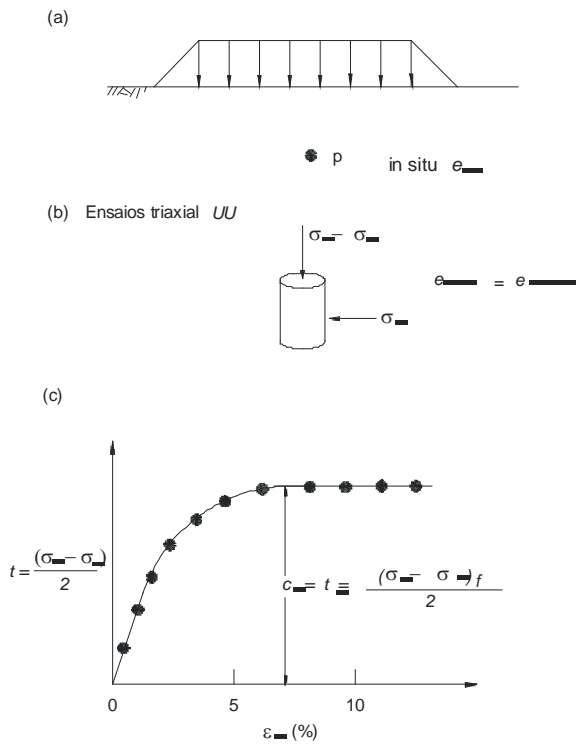 (a)
p in situ e
(b) Ensaios triaxial UU
σ – σ
e = e
σ
(c)
t = (σ – σ)
2
c = t = (σ – σ )f
2
0 5 10
ε (%)